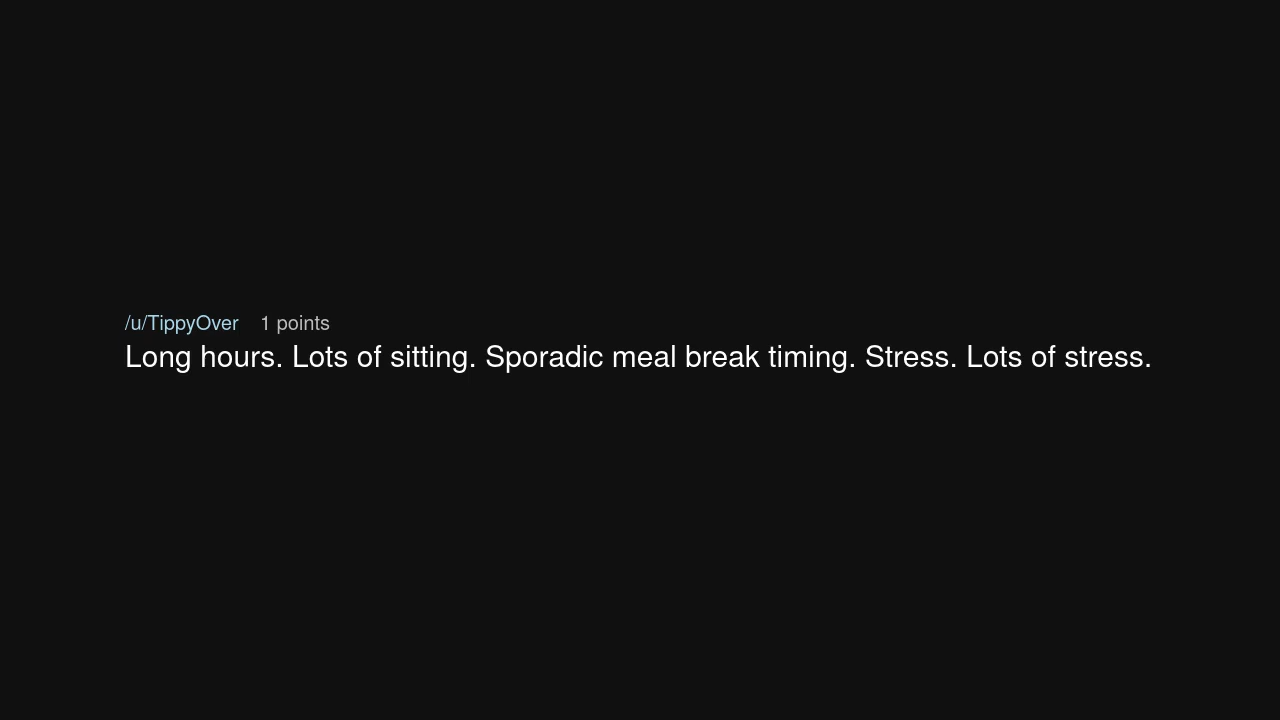 /u/TippyOver 1 points
Long hours. Lots of sitting. Sporadic meal break timing. Stress. Lots of stress.